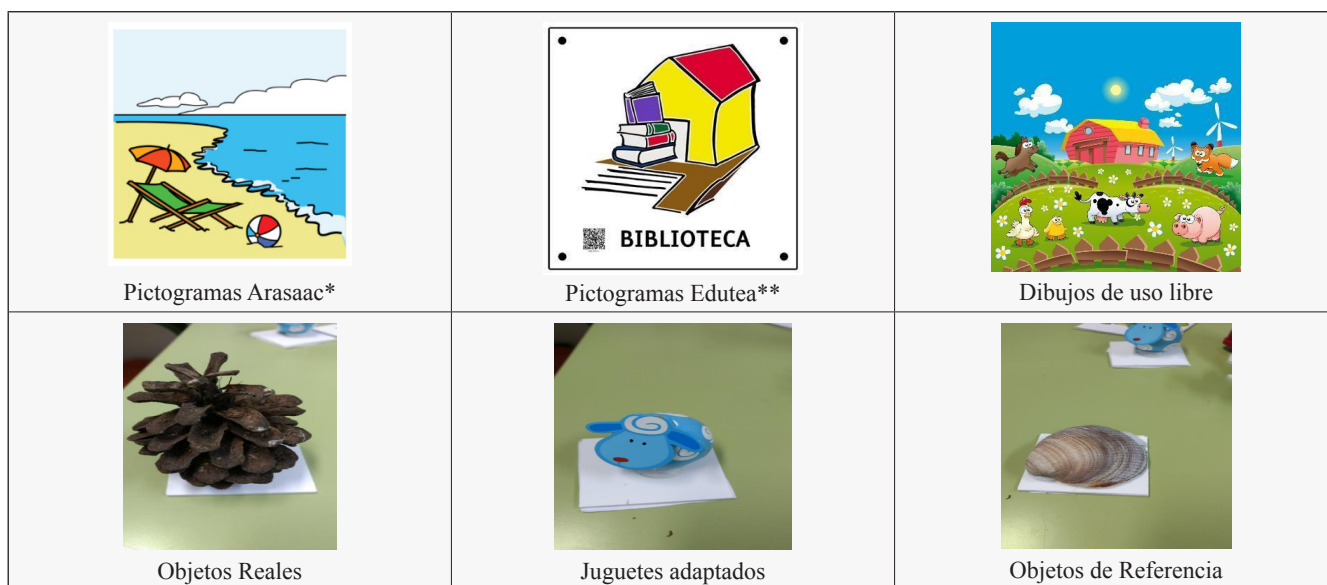 BIBLIOTECA
Pictogramas Arasaac*
Pictogramas Edutea**
Dibujos de uso libre
Objetos Reales
Juguetes adaptados
Objetos de Referencia